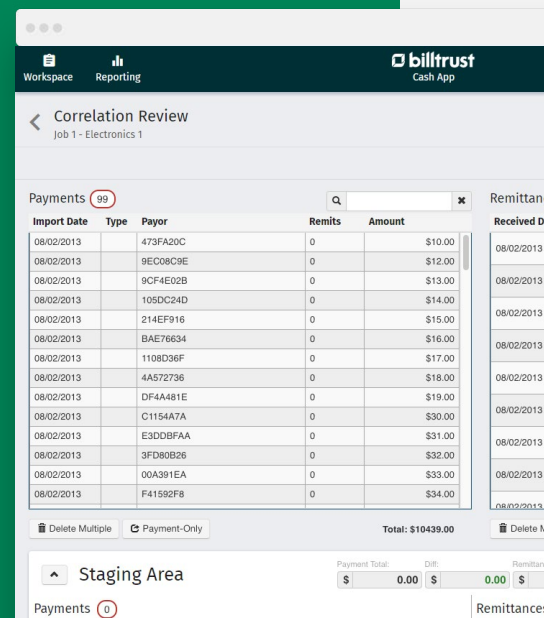 billtrust
Workspace Reporting Cash App
Correlation Review
Job 1 - Electronics 1
Payments 99 Remittan
Import Date Type Payor Remits Amount Received D
08/02/2013 473FA20C 0 $10.00 08/02/2013
08/02/2013 9EC08C9E 0 $12.00
08/02/2013 9CF4E02B 0 $13.00 08/02/2013
08/02/2013 105DC24D 0 $14.00
08/02/2013 214EF916 0 $15.00 08/02/2013
08/02/2013 BAE76634 0 $16.00 08/02/2013
08/02/2013 1108D36F 0 $17.00
08/02/2013 4A572736 0 $18.00 08/02/2013
08/02/2013 DF4A481E 0 $19.00
08/02/2013 C1154A7A 0 $30.00 08/02/2013
08/02/2013 E3DDBFAA 0 $31.00
08/02/2013 3FD80B26 0 $32.00 08/02/2013
08/02/2013 00A391EA 0 $33.00 08/02/2013
08/02/2013 F41592F8 0 $34.00
08/02/2013
Delete Multiple Payment-Only Total: $10439.00 Delete M
Payment Total: Diff: Remittan
Staging Area $ 0.00 $ 0.00 $
Payments 0 Remittances